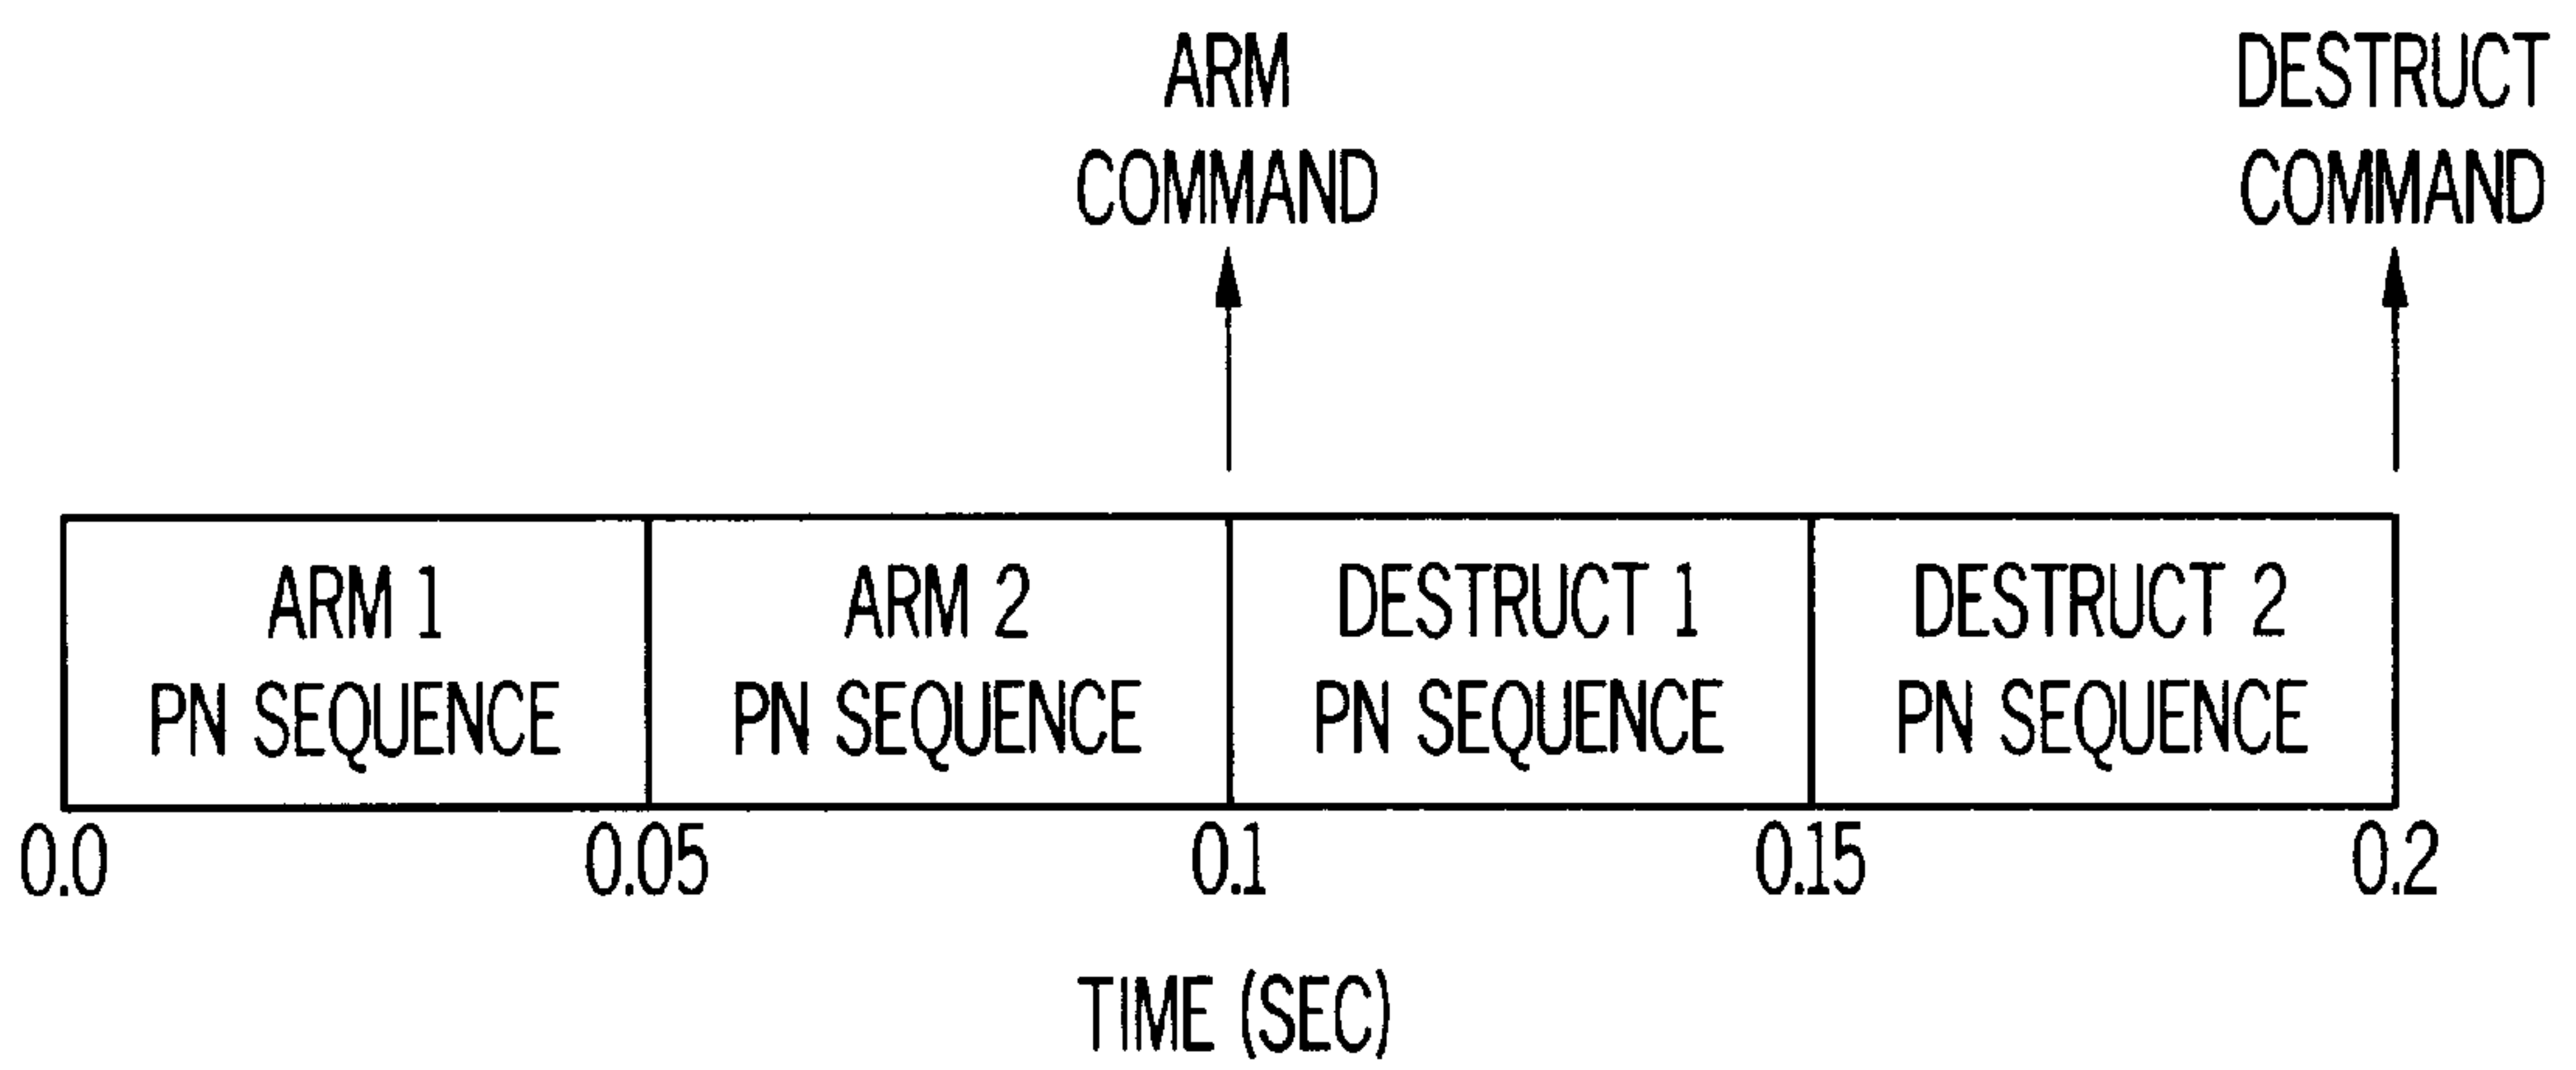 ARM
COMMAND
DESTRUCT
COMMAND
ARM 1
PN SEQUENCE
ARM 2
PN SEQUENCE
DESTRUCT 1
PN SEQUENCE
DESTRUCT 2
PN SEQUENCE
0.0
0.05
0.1
0.15
0.2
TIME (SEC)